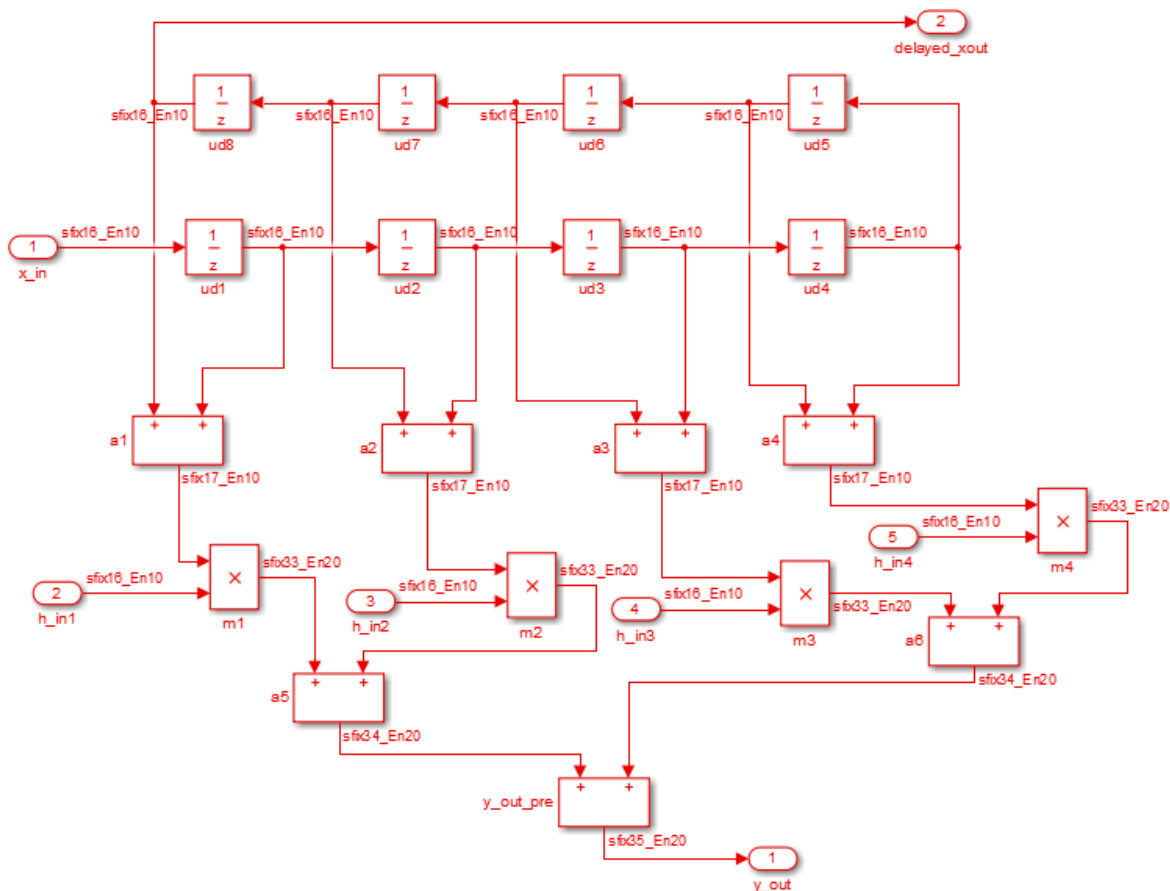 2
delayed_xout
1
z
1
z
1
z
1
z
sfix16_En10
sfix16_En10
sfix16_En10
sfix16_En10
ud8
ud7
ud6
ud5
1
x_in
sfix16_En10
1
z
sfix16_En10
1
z
sfix16_En10
1
z
sfix16_En10
1
z
sfix16_En10
ud1
ud2
ud3
ud4
a1
+ +
a2
+ +
a3
+ +
a4
+ +
sfix17_En10
sfix17_En10
sfix17_En10
sfix17_En10
5
h_in4
sfix16_En10
×
m4
sfix33_En20
2
h_in1
sfix16_En10
×
m1
sfix33_En20
3
h_in2
sfix16_En10
×
m2
sfix33_En20
4
h_in3
sfix16_En10
×
m3
sfix33_En20
a6
+ +
sfix34_En20
a5
+ +
sfix34_En20
y_out_pre
+ +
sfix35_En20
1
y_out